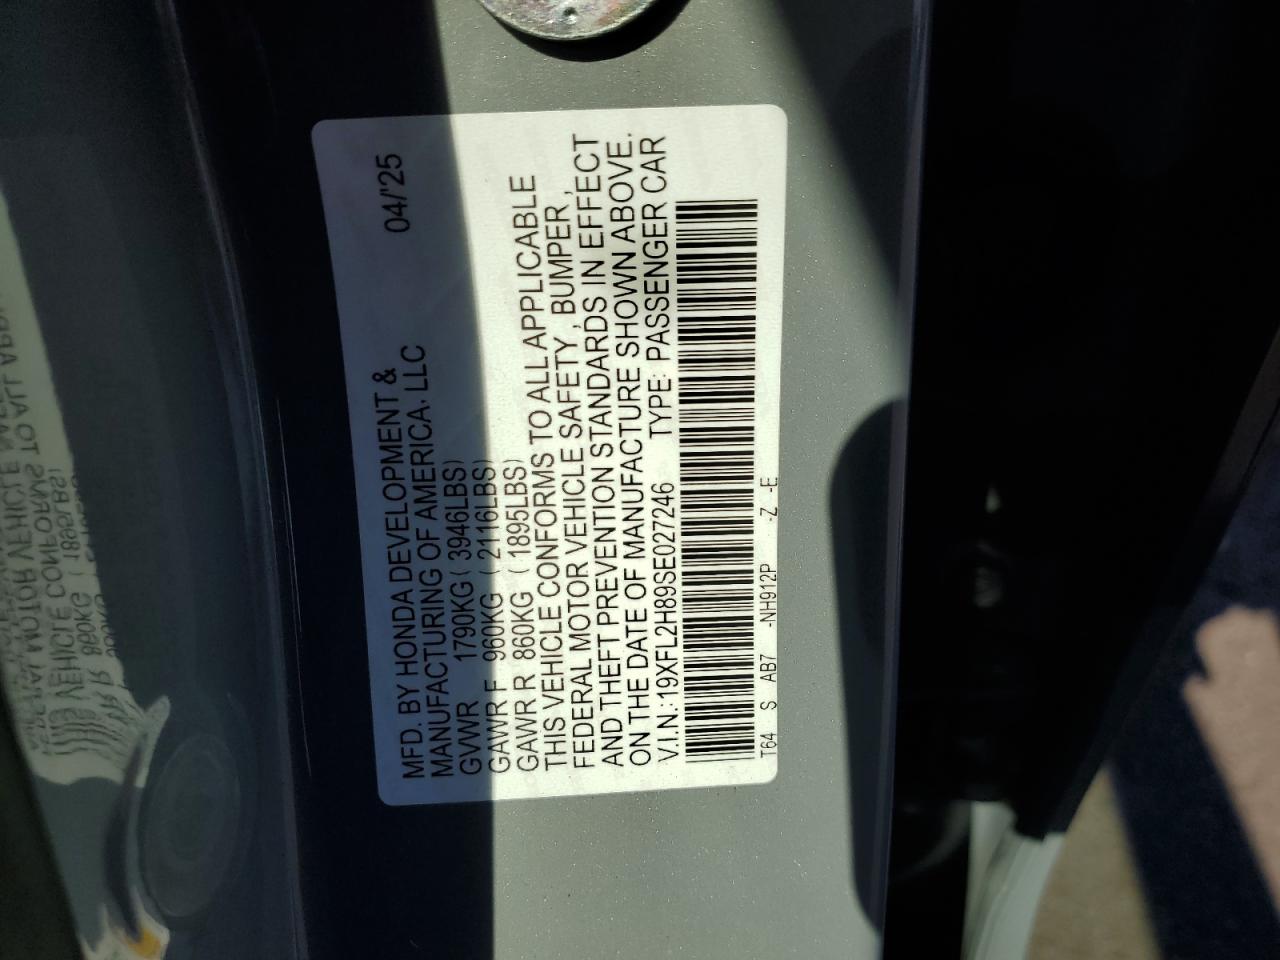 MFD. BY HONDA DEVELOPMENT &
MANUFACTURING OF AMERICA, LLC 04/'25
GVWR 1790KG ( 3946LBS)
GAWR F 960KG ( 2116LBS)
GAWR R 860KG ( 1895LBS)
THIS VEHICLE CONFORMS TO ALL APPLICABLE
FEDERAL MOTOR VEHICLE SAFETY, BUMPER,
AND THEFT PREVENTION STANDARDS IN EFFECT
ON THE DATE OF MANUFACTURE SHOWN ABOVE.
V.I.N.:19XFL2H89SE027246 TYPE: PASSENGER CAR
T64 S AB7 -NH912P -Z -E